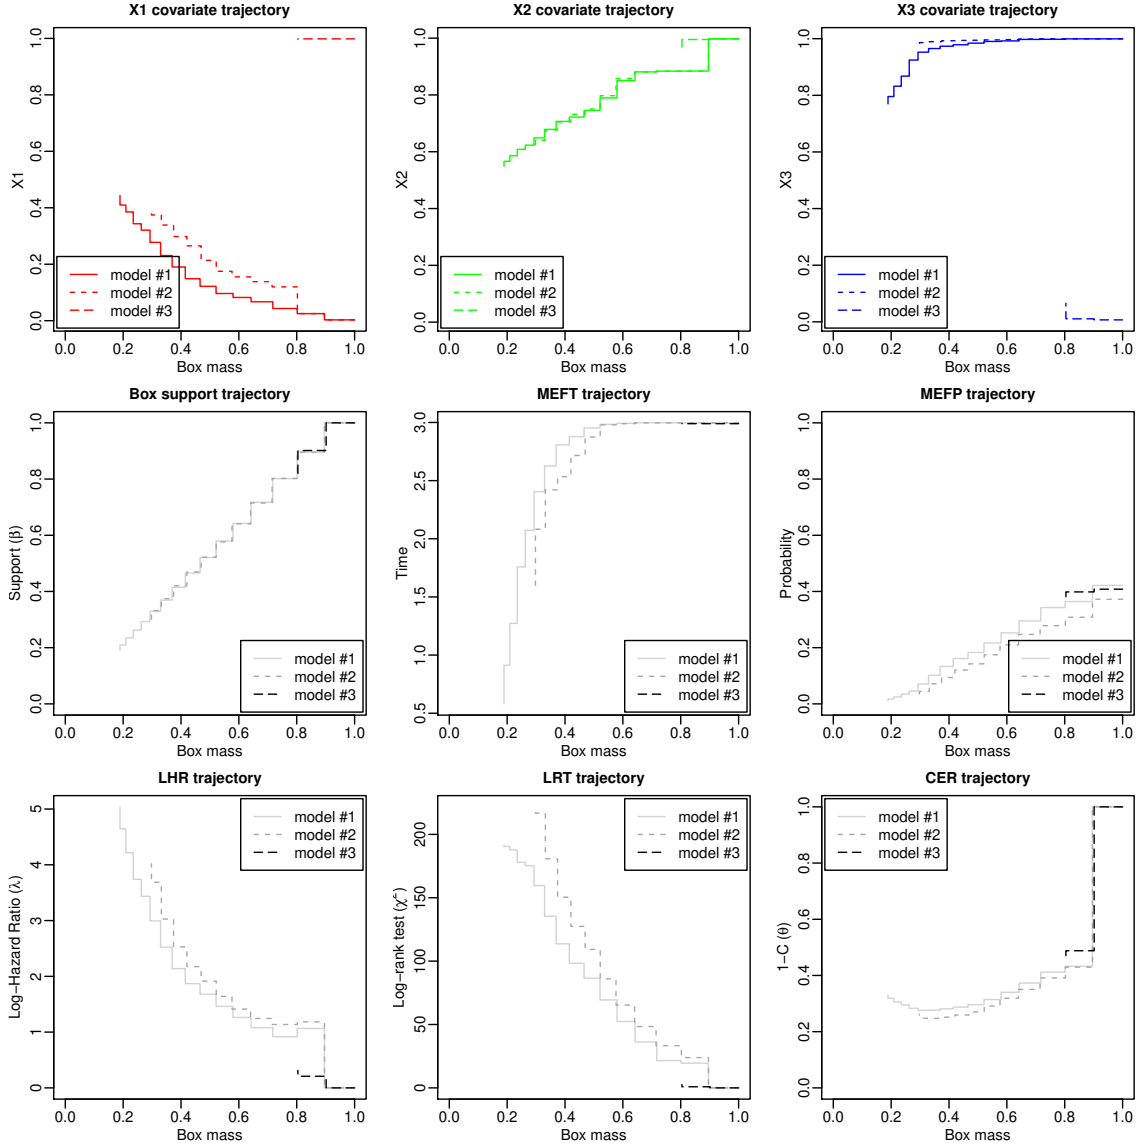 X1 covariate trajectory
X1
0.0 0.2 0.4 0.6 0.8 1.0
model #1
model #2
model #3
0.0 0.2 0.4 0.6 0.8 1.0
Box mass
X2 covariate trajectory
X2
0.0 0.2 0.4 0.6 0.8 1.0
model #1
model #2
model #3
0.0 0.2 0.4 0.6 0.8 1.0
Box mass
X3 covariate trajectory
X3
0.0 0.2 0.4 0.6 0.8 1.0
model #1
model #2
model #3
0.0 0.2 0.4 0.6 0.8 1.0
Box mass
Box support trajectory
Support (β)
0.0 0.2 0.4 0.6 0.8 1.0
model #1
model #2
model #3
0.0 0.2 0.4 0.6 0.8 1.0
Box mass
MEFT trajectory
Time
0.5 1.0 1.5 2.0 2.5 3.0
model #1
model #2
model #3
0.0 0.2 0.4 0.6 0.8 1.0
Box mass
MEFP trajectory
Probability
0.0 0.2 0.4 0.6 0.8 1.0
model #1
model #2
model #3
0.0 0.2 0.4 0.6 0.8 1.0
Box mass
LHR trajectory
Log−Hazard Ratio (λ)
0 1 2 3 4 5
model #1
model #2
model #3
0.0 0.2 0.4 0.6 0.8 1.0
Box mass
LRT trajectory
Log−rank test (χ²)
0 50 100 150 200
model #1
model #2
model #3
0.0 0.2 0.4 0.6 0.8 1.0
Box mass
CER trajectory
1−C (θ)
0.0 0.2 0.4 0.6 0.8 1.0
model #1
model #2
model #3
0.0 0.2 0.4 0.6 0.8 1.0
Box mass